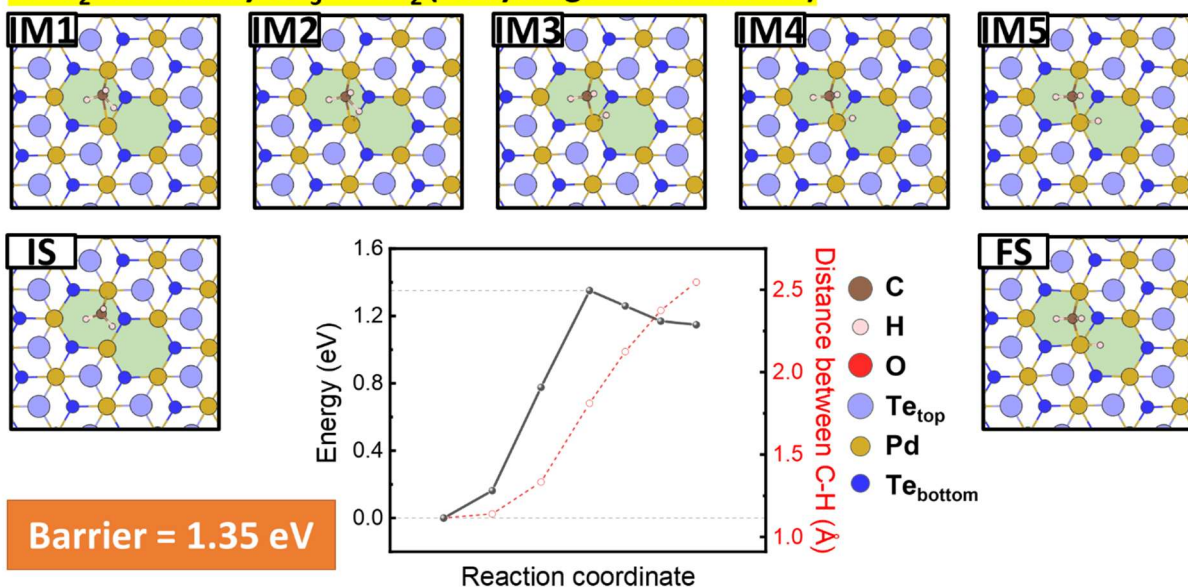 IM1
IM2
IM3
IM4
IM5
IS
FS
1.6
1.2
0.8
0.4
0.0
Energy (eV)
2.5
2.0
1.5
1.0
Distance between C-H (Å)
Reaction coordinate
C
H
O
Te_top
Pd
Te_bottom
Barrier = 1.35 eV